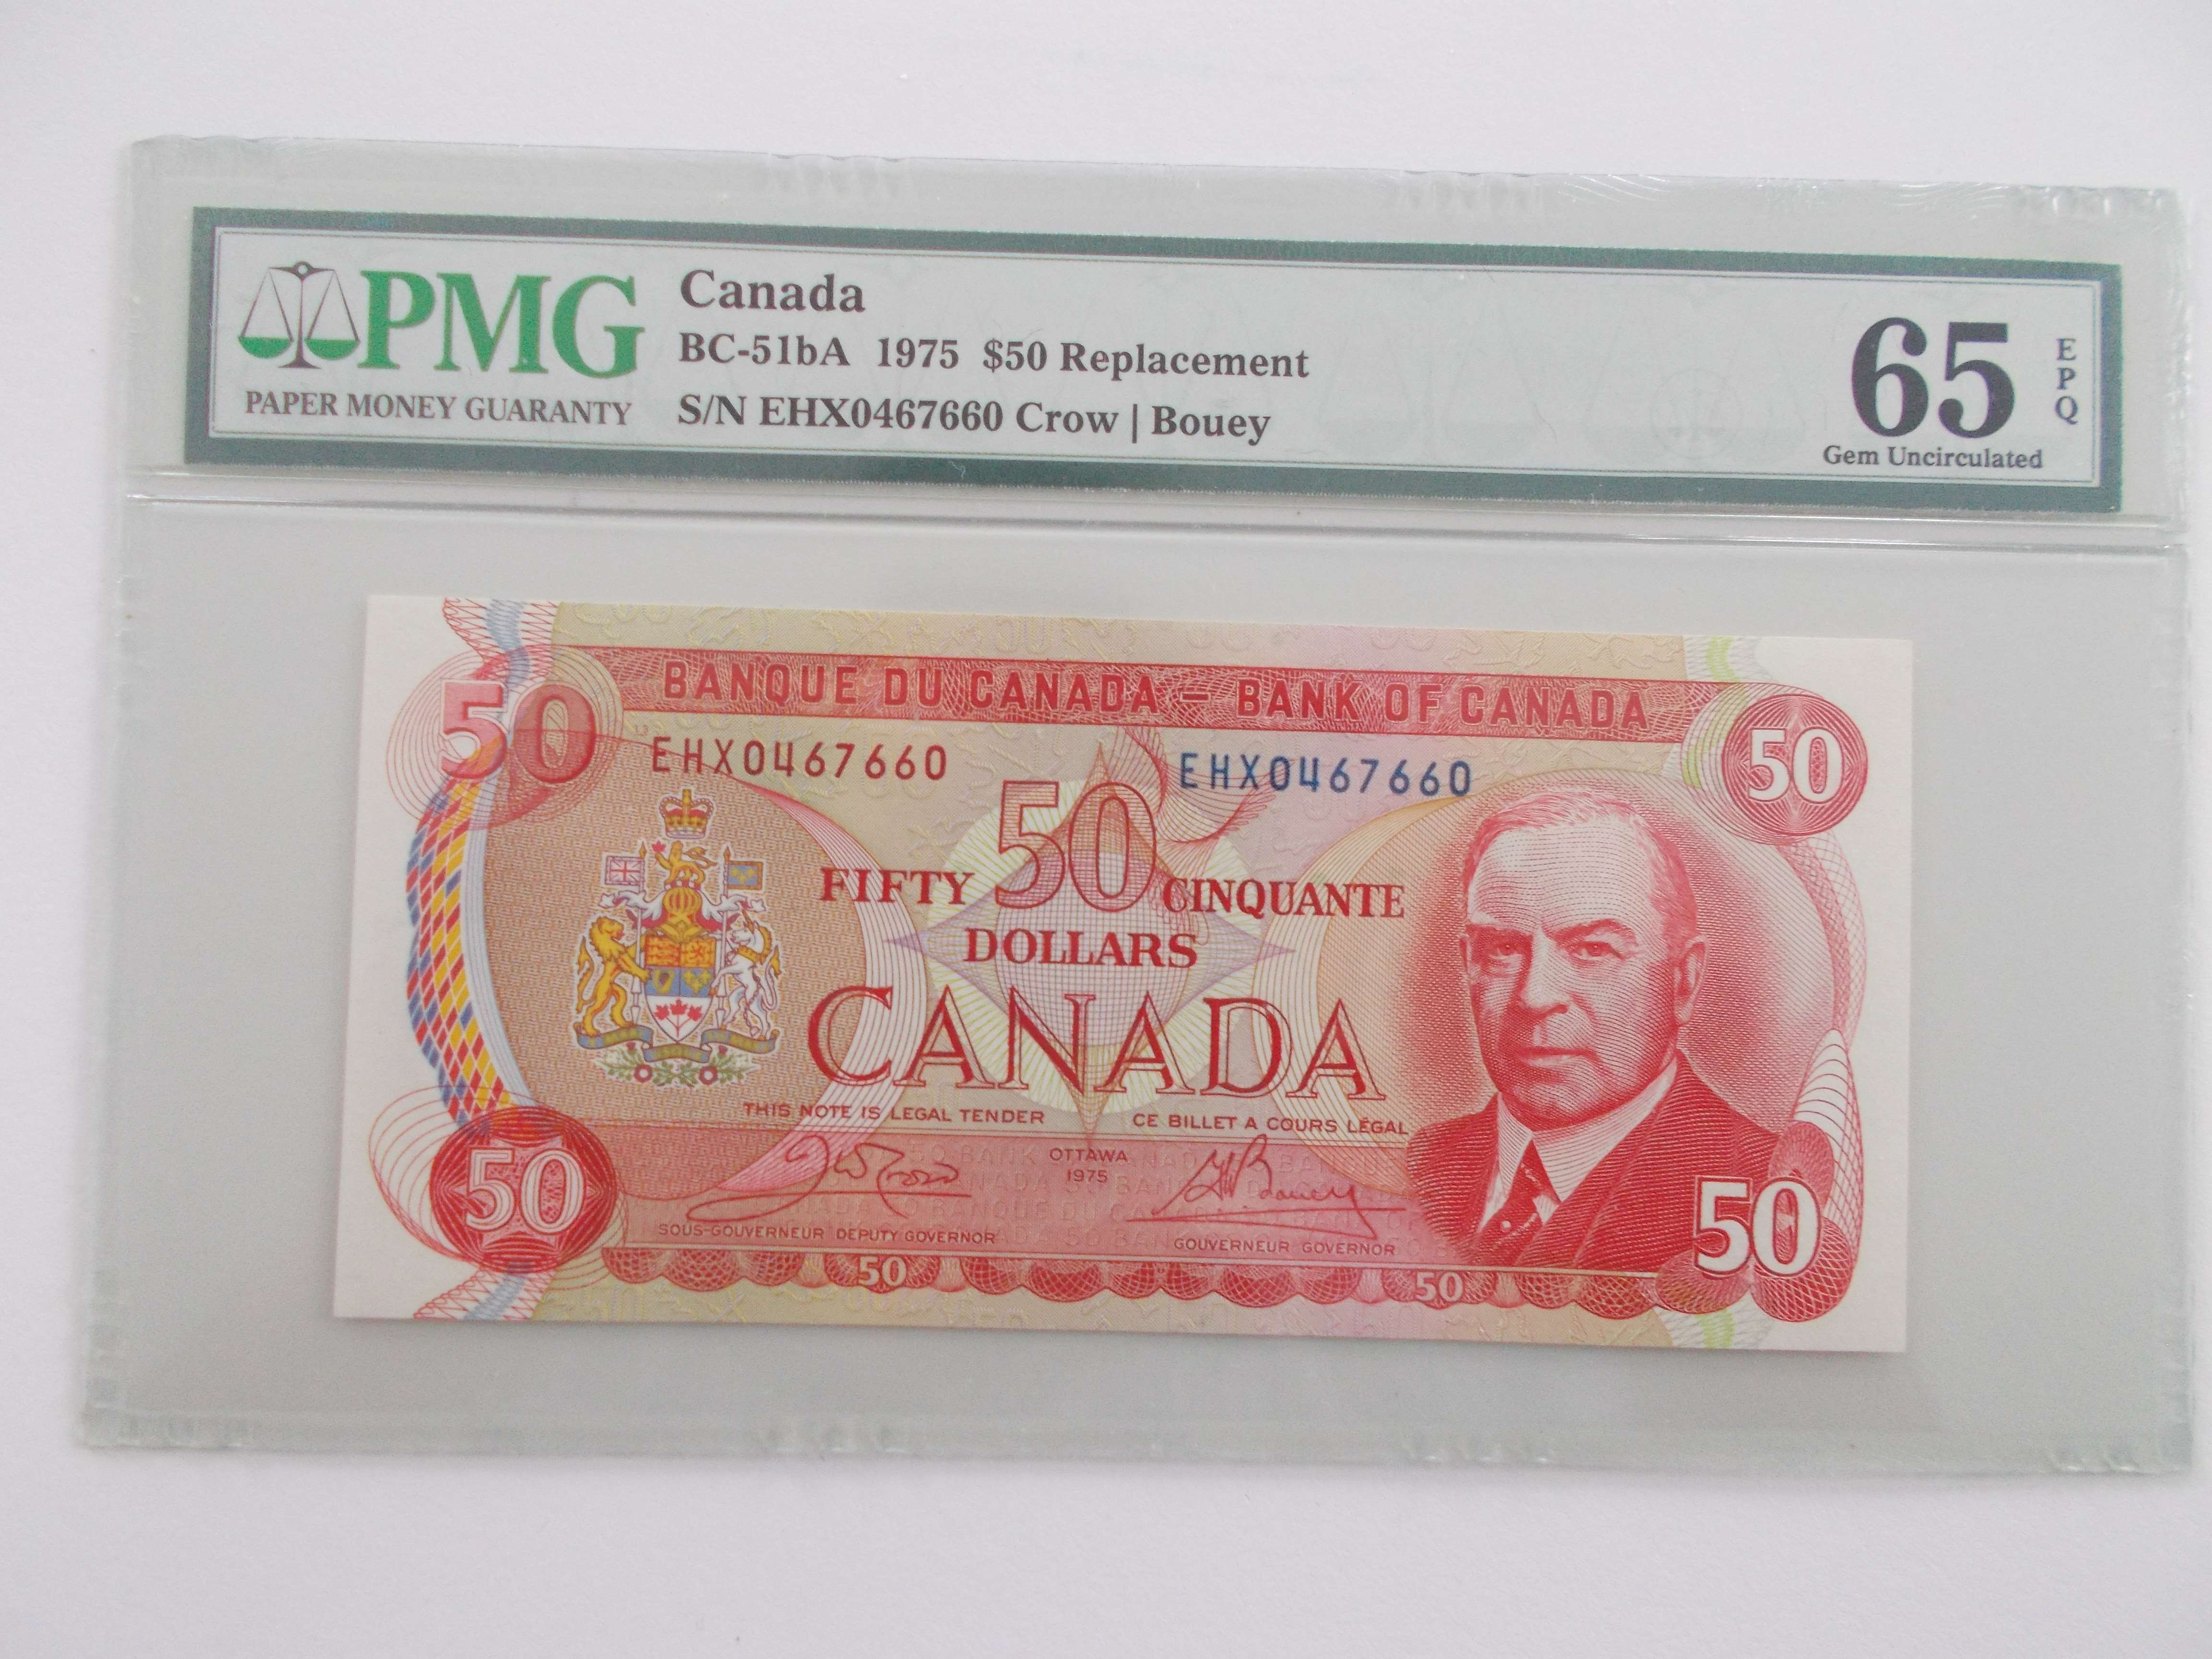 PMG
PAPER MONEY GUARANTY
Canada
BC-51bA 1975 $50 Replacement
S/N EHX0467660 Crow | Bouey
65
EPQ
Gem Uncirculated
BANQUE DU CANADA – BANK OF CANADA
50
50
EHX0467660
EHX0467660
FIFTY 50 CINQUANTE
DOLLARS
CANADA
THIS NOTE IS LEGAL TENDER CE BILLET A COURS LÉGAL
OTTAWA
1975
SOUS-GOUVERNEUR DEPUTY GOVERNOR
GOUVERNEUR GOVERNOR
50
50
50
50